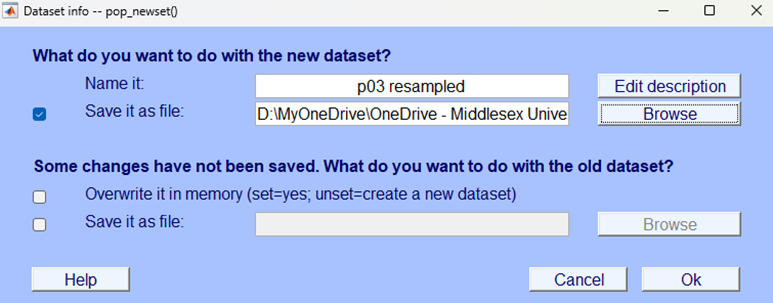 Dataset info -- pop_newset()
What do you want to do with the new dataset?
Name it: p03 resampled Edit description
Save it as file: D:\MyOneDrive\OneDrive - Middlesex Unive Browse
Some changes have not been saved. What do you want to do with the old dataset?
Overwrite it in memory (set=yes; unset=create a new dataset)
Save it as file: Browse
Help Cancel Ok